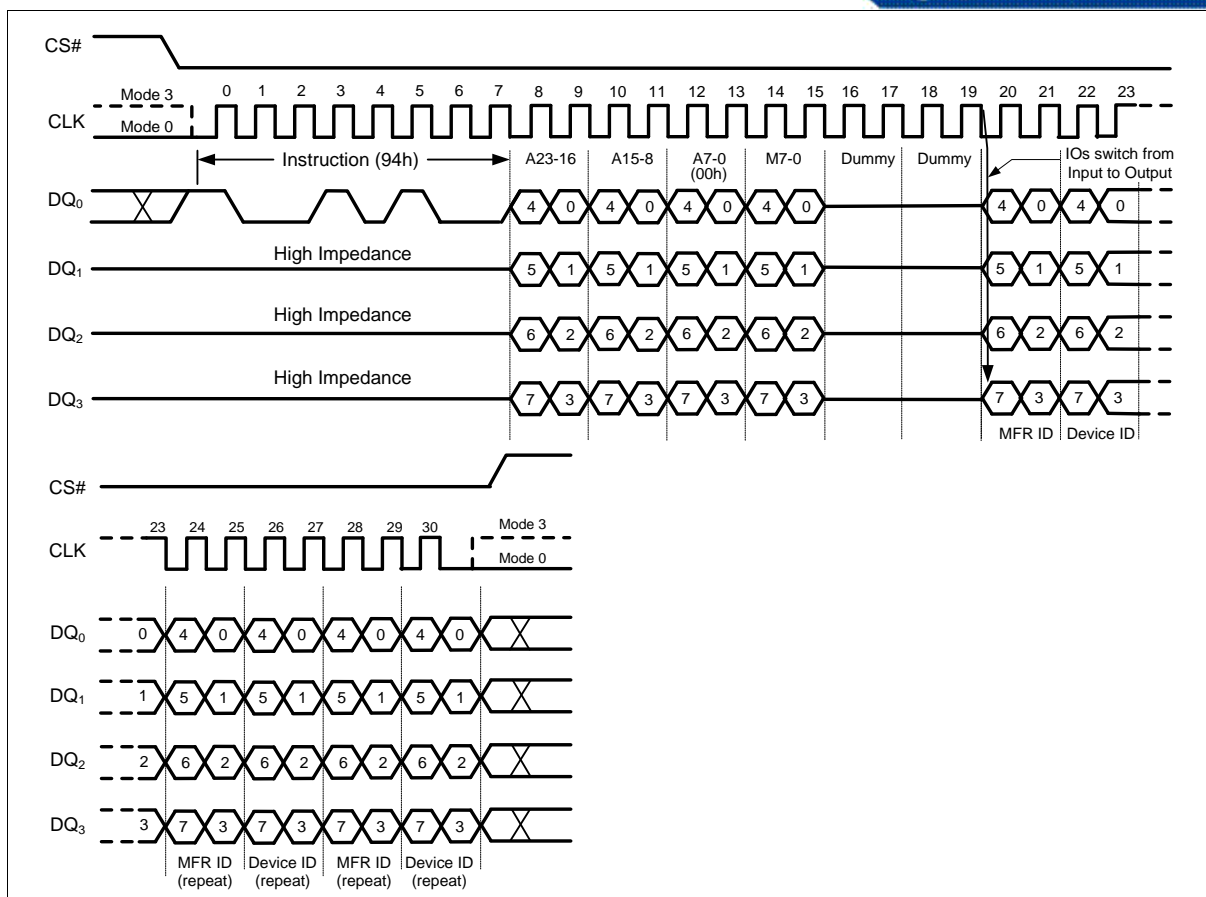 CS#
Mode 3
0 1 2 3 4 5 6 7 8 9 10 11 12 13 14 15 16 17 18 19 20 21 22 23
CLK
Mode 0
Instruction (94h) A23-16 A15-8 A7-0 M7-0 Dummy Dummy IOs switch from
(00h) Input to Output
DQ0 4 0 4 0 4 0 4 0 4 0 4 0
High Impedance
DQ1 5 1 5 1 5 1 5 1 5 1 5 1
High Impedance
DQ2 6 2 6 2 6 2 6 2 6 2 6 2
High Impedance
DQ3 7 3 7 3 7 3 7 3 7 3 7 3
MFR ID Device ID
CS#
23 24 25 26 27 28 29 30 Mode 3
CLK
Mode 0
DQ0 0 4 0 4 0 4 0 4 0
DQ1 1 5 1 5 1 5 1 5 1
DQ2 2 6 2 6 2 6 2 6 2
DQ3 3 7 3 7 3 7 3 7 3
MFR ID Device ID MFR ID Device ID
(repeat) (repeat) (repeat) (repeat)